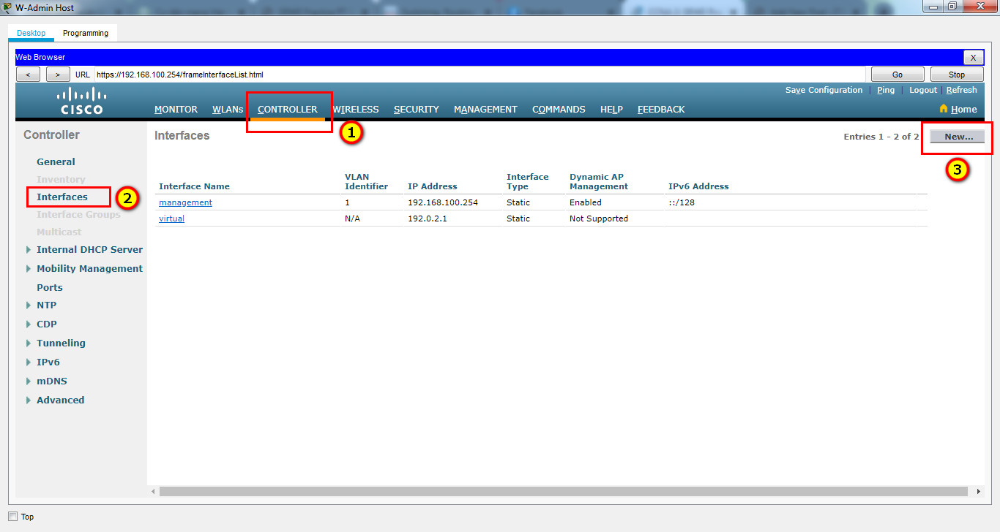 W-Admin Host
Desktop Programming
Web Browser X
< > URL https://192.168.100.254/frameInterfaceList.html Go Stop
Save Configuration | Ping | Logout | Refresh
CISCO MONITOR WLANs CONTROLLER WIRELESS SECURITY MANAGEMENT COMMANDS HELP FEEDBACK Home
1
Controller
General
Inventory
Interfaces
2
Interface Groups
Multicast
Internal DHCP Server
Mobility Management
Ports
NTP
CDP
Tunneling
IPv6
mDNS
Advanced
Interfaces Entries 1 - 2 of 2 New...
3
Interface Name VLAN Identifier IP Address Interface Type Dynamic AP Management IPv6 Address
management 1 192.168.100.254 Static Enabled ::/128
virtual N/A 192.0.2.1 Static Not Supported
Top